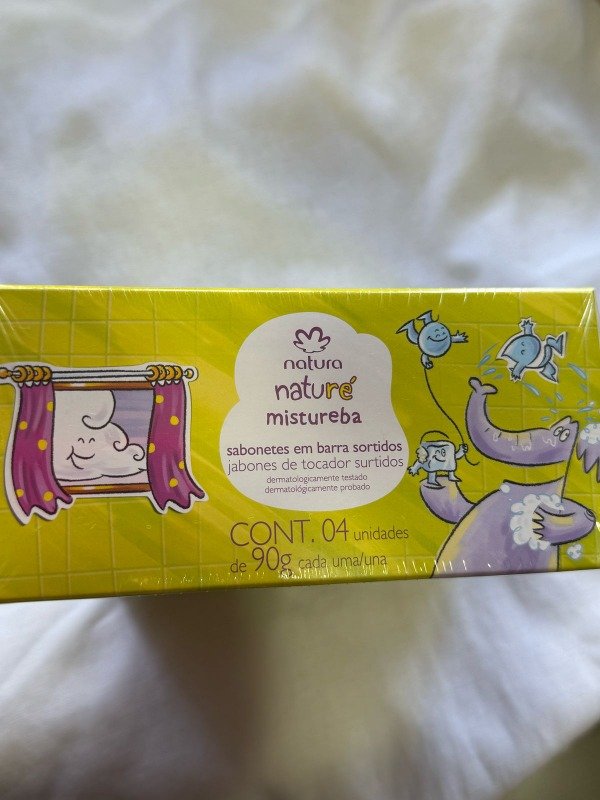 natura
naturé
mistureba
sabonetes em barra sortidos
jabones de tocador surtidos
dermatologicamente testado
dermatológicamente probado
CONT. 04 unidades
de 90g cada uma/una